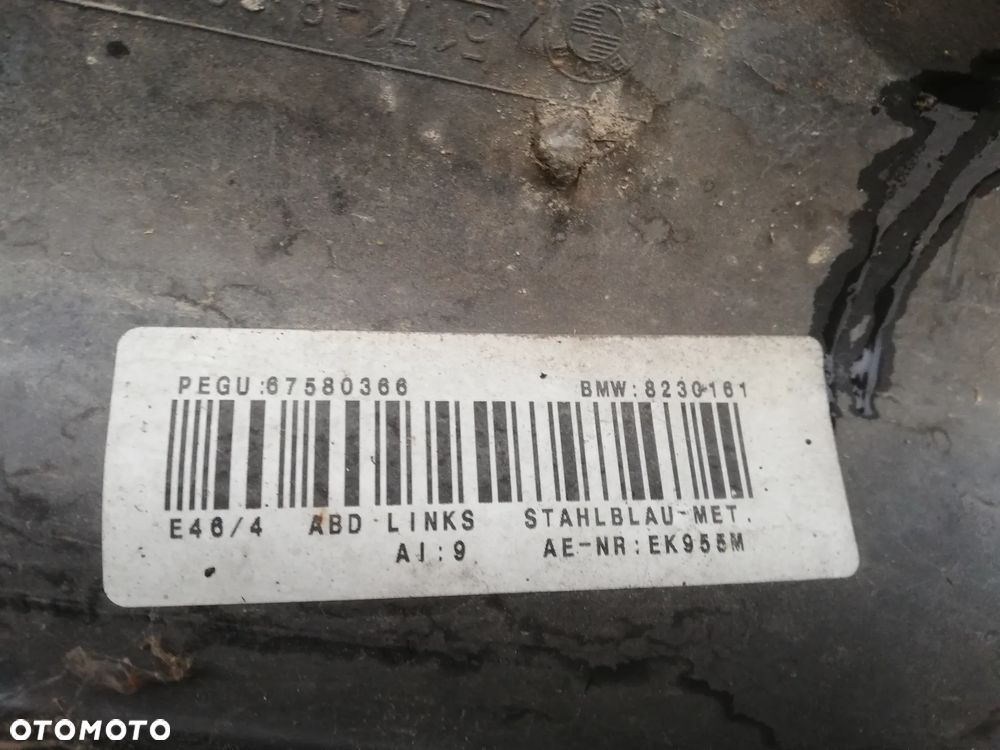 PEGU:67580366 BMW:8230161
E46/4 ABD LINKS STAHLBLAU-MET.
AI:9 AE-NR:EK955M
OTOMOTO